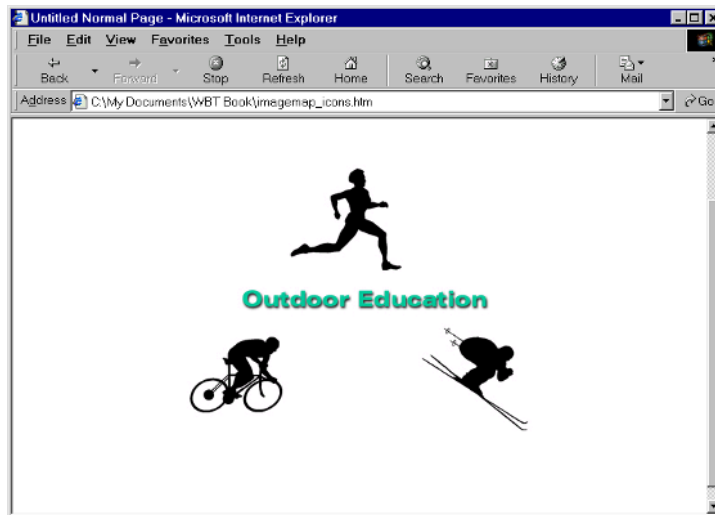 Untitled Normal Page - Microsoft Internet Explorer
File Edit View Favorites Tools Help
Back Forward Stop Refresh Home Search Favorites History Mail
Address C:\My Documents\WBT Book\imagemap_icons.htm Go
Outdoor Education